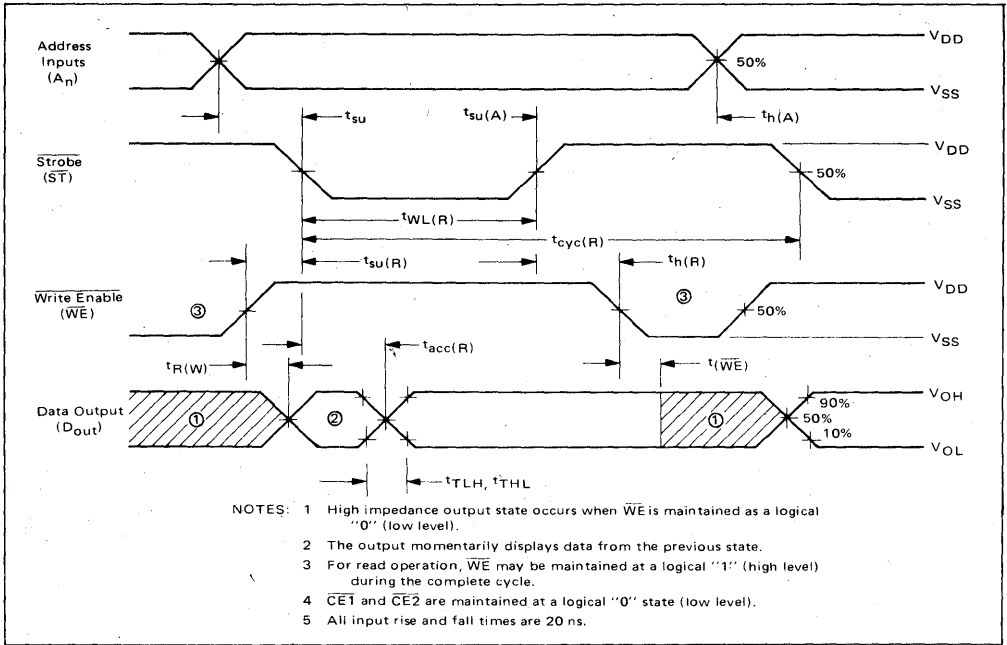 Address
Inputs
(An)
VDD
50%
VSS
tsu
tsu(A)
th(A)
Strobe
(ST)
VDD
50%
VSS
tWL(R)
tcyc(R)
tsu(R)
th(R)
Write Enable
(WE)
3
3
VDD
50%
VSS
tR(W)
tacc(R)
t(WE)
Data Output
(Dout)
1
2
1
VOH
90%
50%
10%
VOL
tTLH, tTHL
NOTES: 1 High impedance output state occurs when WE is maintained as a logical
"0" (low level).
2 The output momentarily displays data from the previous state.
3 For read operation, WE may be maintained at a logical "1" (high level)
during the complete cycle.
4 CE1 and CE2 are maintained at a logical "0" state (low level).
5 All input rise and fall times are 20 ns.